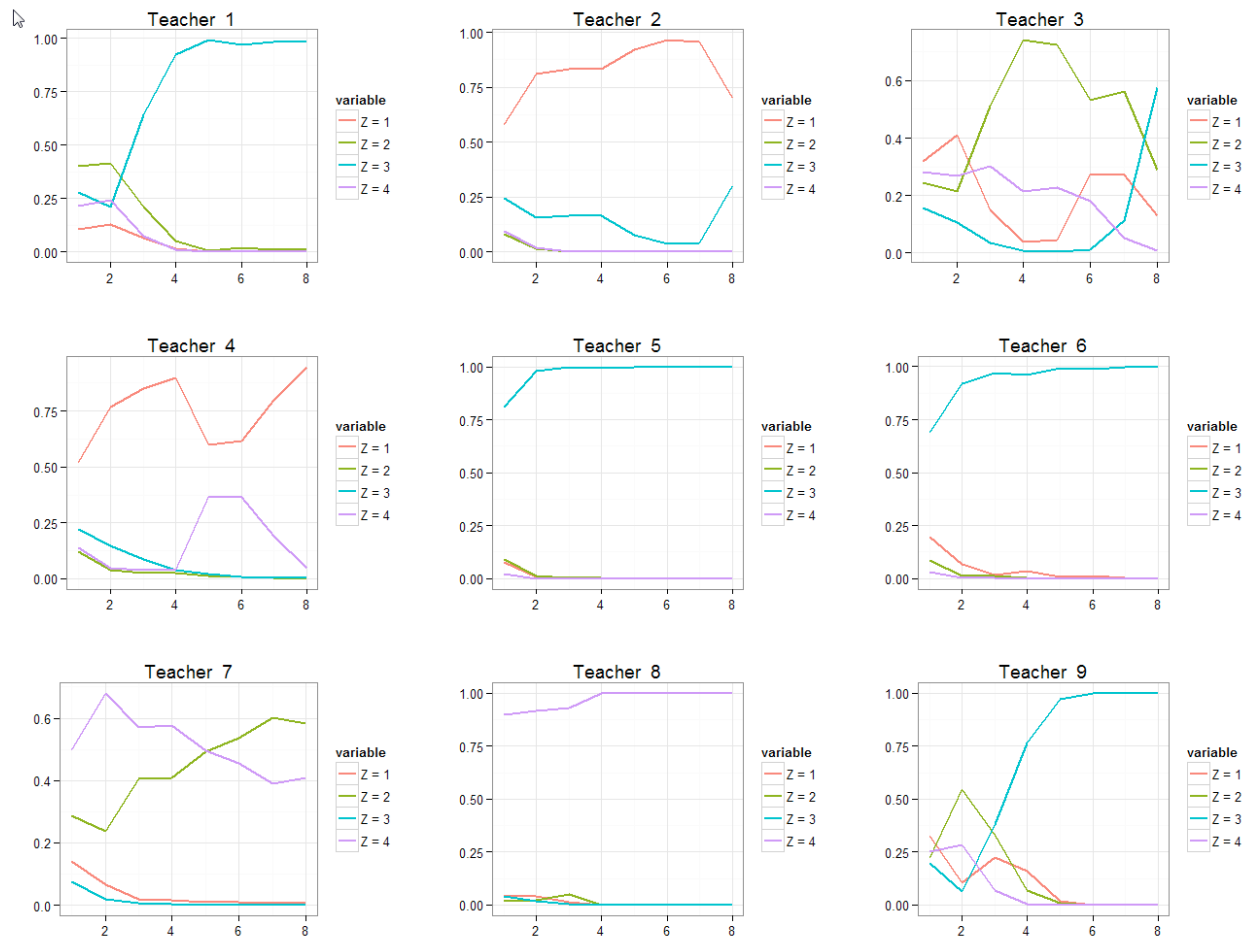 Teacher 1
1.00
0.75
0.50
0.25
0.00
2 4 6 8
variable
Z = 1
Z = 2
Z = 3
Z = 4
Teacher 2
1.00
0.75
0.50
0.25
0.00
2 4 6 8
variable
Z = 1
Z = 2
Z = 3
Z = 4
Teacher 3
0.6
0.4
0.2
0.0
2 4 6 8
variable
Z = 1
Z = 2
Z = 3
Z = 4
Teacher 4
0.75
0.50
0.25
0.00
2 4 6 8
variable
Z = 1
Z = 2
Z = 3
Z = 4
Teacher 5
1.00
0.75
0.50
0.25
0.00
2 4 6 8
variable
Z = 1
Z = 2
Z = 3
Z = 4
Teacher 6
1.00
0.75
0.50
0.25
0.00
2 4 6 8
variable
Z = 1
Z = 2
Z = 3
Z = 4
Teacher 7
0.6
0.4
0.2
0.0
2 4 6 8
variable
Z = 1
Z = 2
Z = 3
Z = 4
Teacher 8
1.00
0.75
0.50
0.25
0.00
2 4 6 8
variable
Z = 1
Z = 2
Z = 3
Z = 4
Teacher 9
1.00
0.75
0.50
0.25
0.00
2 4 6 8
variable
Z = 1
Z = 2
Z = 3
Z = 4